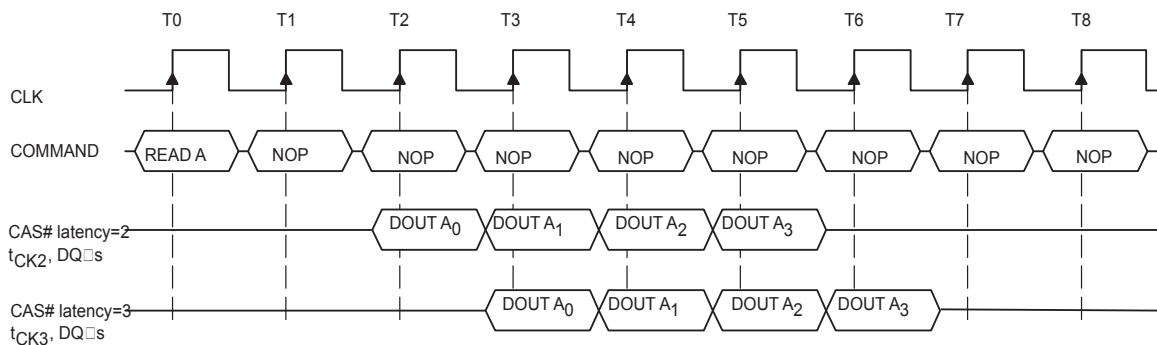 T0 T1 T2 T3 T4 T5 T6 T7 T8
CLK
COMMAND READ A NOP NOP NOP NOP NOP NOP NOP NOP
CAS# latency=2 DOUT A0 DOUT A1 DOUT A2 DOUT A3
tCK2, DQ□s
CAS# latency=3 DOUT A0 DOUT A1 DOUT A2 DOUT A3
tCK3, DQ□s